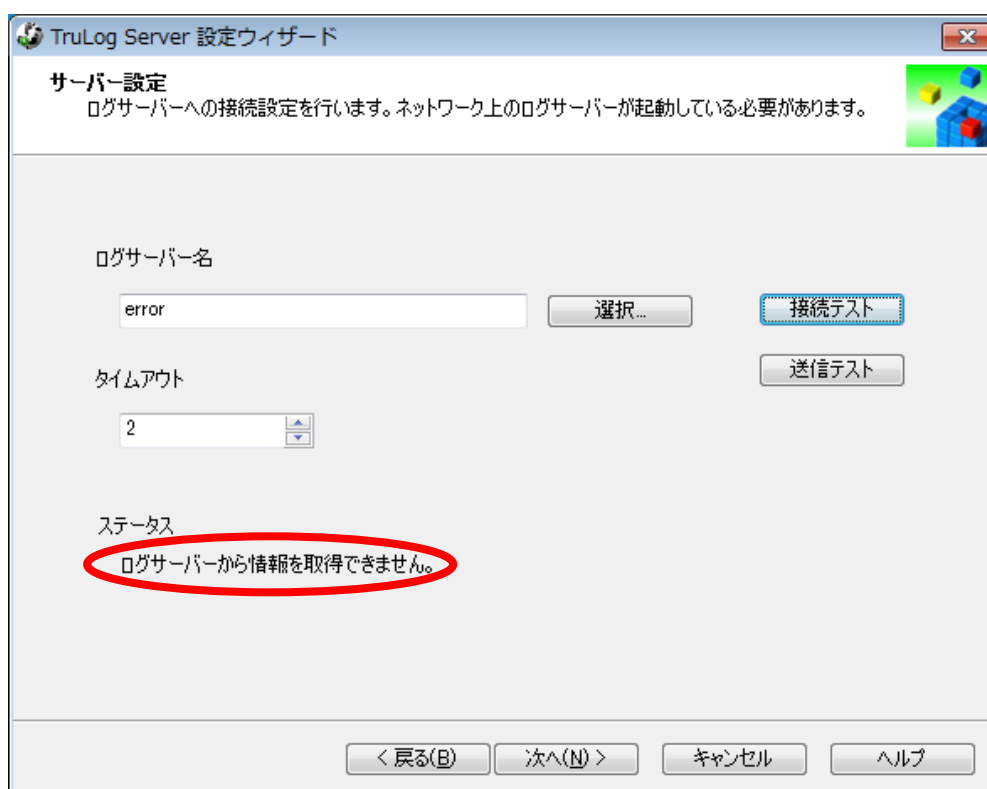 TruLog Server 設定ウィザード
サーバー設定
ログサーバーへの接続設定を行います。ネットワーク上のログサーバーが起動している必要があります。
ログサーバー名
error
選択...
接続テスト
タイムアウト
送信テスト
2
ステータス
ログサーバーから情報を取得できません。
< 戻る(B)
次へ(N) >
キャンセル
ヘルプ